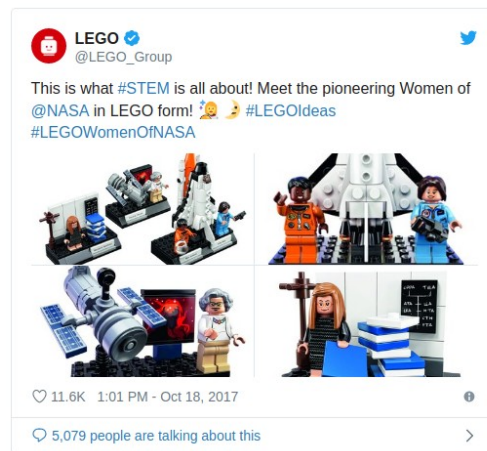 LEGO
@LEGO_Group
This is what #STEM is all about! Meet the pioneering Women of
@NASA in LEGO form! 👩‍🚀 🌛 #LEGOIdeas
#LEGOWomenOfNASA
11.6K 1:01 PM - Oct 18, 2017
5,079 people are talking about this